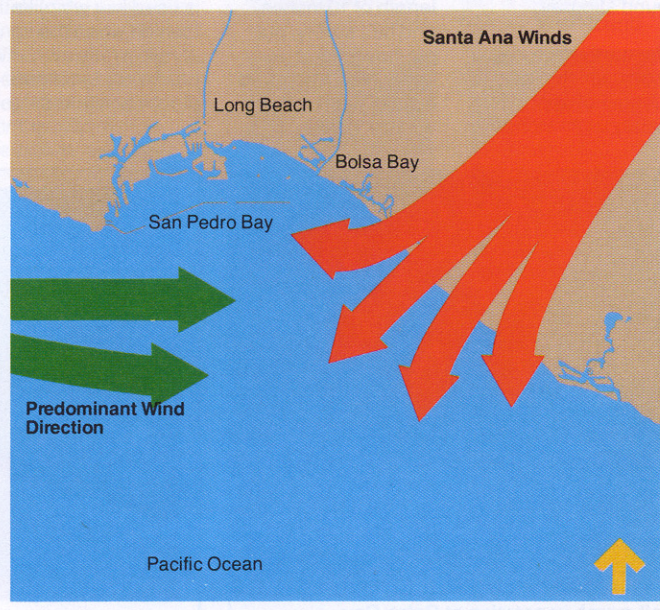 Santa Ana Winds
Long Beach
Bolsa Bay
San Pedro Bay
Predominant Wind
Direction
Pacific Ocean